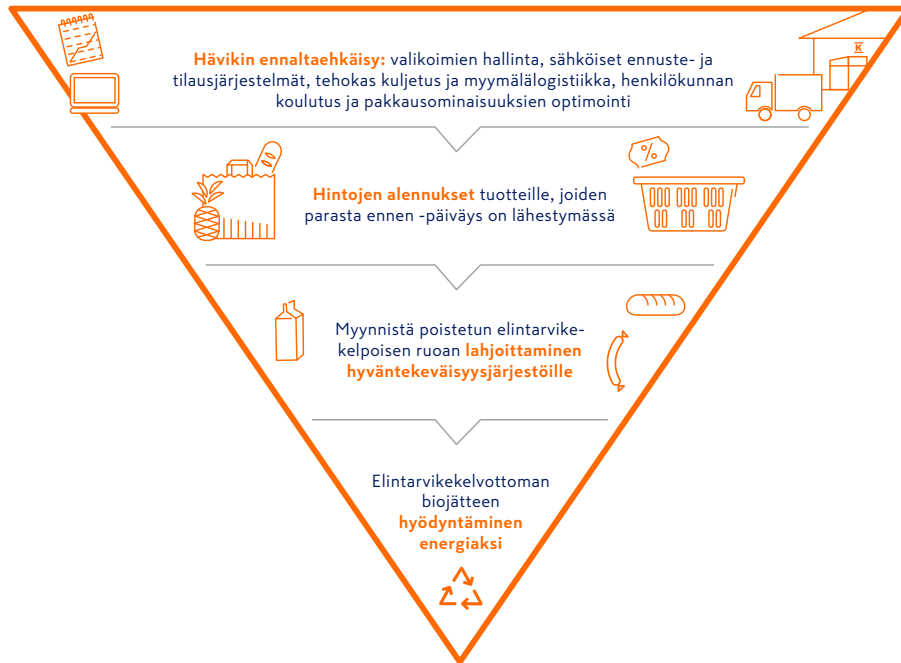 Hävikin ennaltaehkäisy: valikoimien hallinta, sähköiset ennuste- ja
tilausjärjestelmät, tehokas kuljetus ja myymälälogistiikka, henkilökunnan
koulutus ja pakkausominaisuuksien optimointi
K
%
Hintojen alennukset tuotteille, joiden
parasta ennen -päiväys on lähestymässä
Myynnistä poistetun elintarvike-
kelpoisen ruoan lahjoittaminen
hyväntekeväisyysjärjestöille
Elintarvikekelvottoman
biojätteen
hyödyntäminen
energiaksi